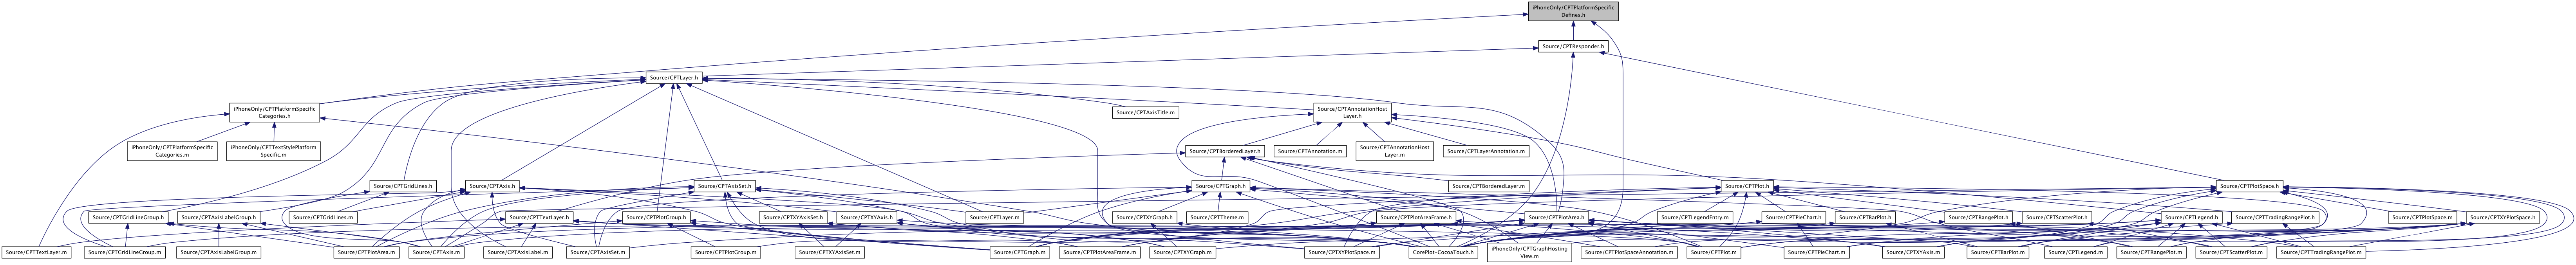 iPhoneOnly/CPTPlatformSpecific
Defines.h
Source/CPTResponder.h
Source/CPTLayer.h
iPhoneOnly/CPTPlatformSpecific
Categories.h
Source/CPTAxisTitle.m
Source/CPTAnnotationHost
Layer.h
iPhoneOnly/CPTPlatformSpecific
Categories.m
iPhoneOnly/CPTTextStylePlatform
Specific.m
Source/CPTBorderedLayer.h
Source/CPTAnnotation.m
Source/CPTAnnotationHost
Layer.m
Source/CPTLayerAnnotation.m
Source/CPTGridLines.h
Source/CPTAxis.h
Source/CPTAxisSet.h
Source/CPTGraph.h
Source/CPTBorderedLayer.m
Source/CPTPlot.h
Source/CPTPlotSpace.h
Source/CPTGridLineGroup.h
Source/CPTAxisLabelGroup.h
Source/CPTGridLines.m
Source/CPTTextLayer.h
Source/CPTPlotGroup.h
Source/CPTXYAxisSet.h
Source/CPTXYAxis.h
Source/CPTLayer.m
Source/CPTXYGraph.h
Source/CPTTheme.m
Source/CPTPlotAreaFrame.h
Source/CPTPlotArea.h
Source/CPTLegendEntry.m
Source/CPTPieChart.h
Source/CPTBarPlot.h
Source/CPTRangePlot.h
Source/CPTScatterPlot.h
Source/CPTLegend.h
Source/CPTTradingRangePlot.h
Source/CPTPlotSpace.m
Source/CPTXYPlotSpace.h
Source/CPTTextLayer.m
Source/CPTGridLineGroup.m
Source/CPTAxisLabelGroup.m
Source/CPTPlotArea.m
Source/CPTAxis.m
Source/CPTAxisLabel.m
Source/CPTAxisSet.m
Source/CPTPlotGroup.m
Source/CPTXYAxisSet.m
Source/CPTGraph.m
Source/CPTPlotAreaFrame.m
Source/CPTXYGraph.m
Source/CPTXYPlotSpace.m
CorePlot-CocoaTouch.h
iPhoneOnly/CPTGraphHosting
View.m
Source/CPTPlotSpaceAnnotation.m
Source/CPTPlot.m
Source/CPTPieChart.m
Source/CPTXYAxis.m
Source/CPTBarPlot.m
Source/CPTLegend.m
Source/CPTRangePlot.m
Source/CPTScatterPlot.m
Source/CPTTradingRangePlot.m